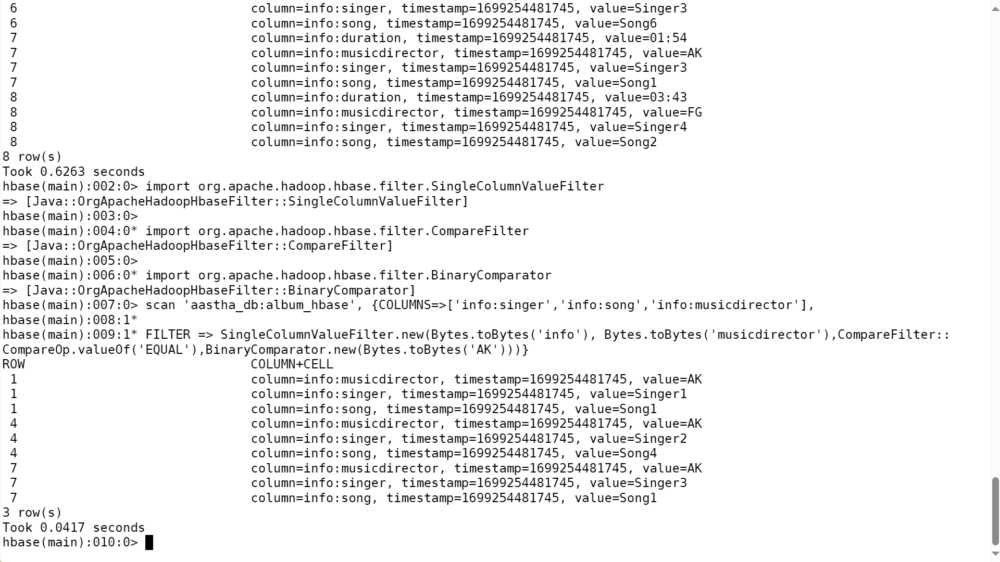 6 column=info:singer, timestamp=1699254481745, value=Singer3
6 column=info:song, timestamp=1699254481745, value=Song6
7 column=info:duration, timestamp=1699254481745, value=01:54
7 column=info:musicdirector, timestamp=1699254481745, value=AK
7 column=info:singer, timestamp=1699254481745, value=Singer3
7 column=info:song, timestamp=1699254481745, value=Song1
8 column=info:duration, timestamp=1699254481745, value=03:43
8 column=info:musicdirector, timestamp=1699254481745, value=FG
8 column=info:singer, timestamp=1699254481745, value=Singer4
8 column=info:song, timestamp=1699254481745, value=Song2
8 row(s)
Took 0.6263 seconds
hbase(main):002:0> import org.apache.hadoop.hbase.filter.SingleColumnValueFilter
=> [Java::OrgApacheHadoopHbaseFilter::SingleColumnValueFilter]
hbase(main):003:0>
hbase(main):004:0* import org.apache.hadoop.hbase.filter.CompareFilter
=> [Java::OrgApacheHadoopHbaseFilter::CompareFilter]
hbase(main):005:0>
hbase(main):006:0* import org.apache.hadoop.hbase.filter.BinaryComparator
=> [Java::OrgApacheHadoopHbaseFilter::BinaryComparator]
hbase(main):007:0> scan 'aastha_db:album_hbase', {COLUMNS=>['info:singer','info:song','info:musicdirector'],
hbase(main):008:1*
hbase(main):009:1* FILTER => SingleColumnValueFilter.new(Bytes.toBytes('info'), Bytes.toBytes('musicdirector'),CompareFilter::
CompareOp.valueOf('EQUAL'),BinaryComparator.new(Bytes.toBytes('AK')))}
ROW COLUMN+CELL
1 column=info:musicdirector, timestamp=1699254481745, value=AK
1 column=info:singer, timestamp=1699254481745, value=Singer1
1 column=info:song, timestamp=1699254481745, value=Song1
4 column=info:musicdirector, timestamp=1699254481745, value=AK
4 column=info:singer, timestamp=1699254481745, value=Singer2
4 column=info:song, timestamp=1699254481745, value=Song4
7 column=info:musicdirector, timestamp=1699254481745, value=AK
7 column=info:singer, timestamp=1699254481745, value=Singer3
7 column=info:song, timestamp=1699254481745, value=Song1
3 row(s)
Took 0.0417 seconds
hbase(main):010:0>